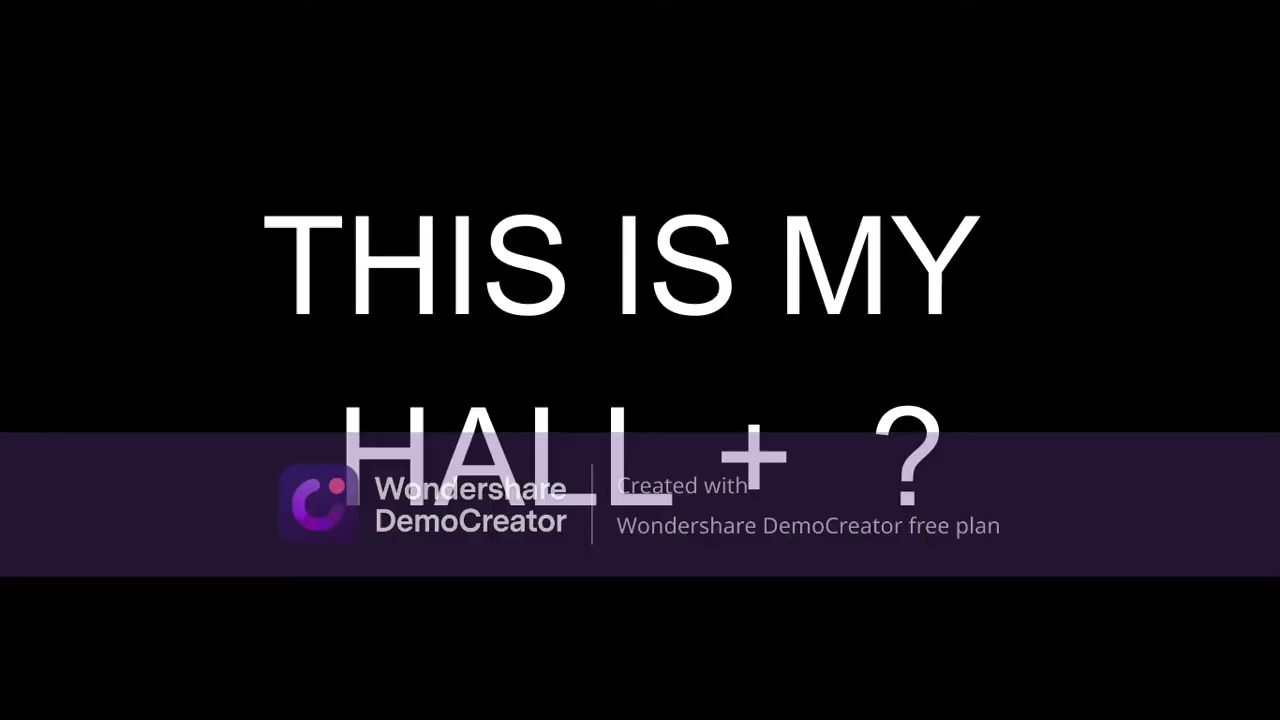 THIS IS MY
HALL + ?
Wondershare
DemoCreator
Created with
Wondershare DemoCreator free plan